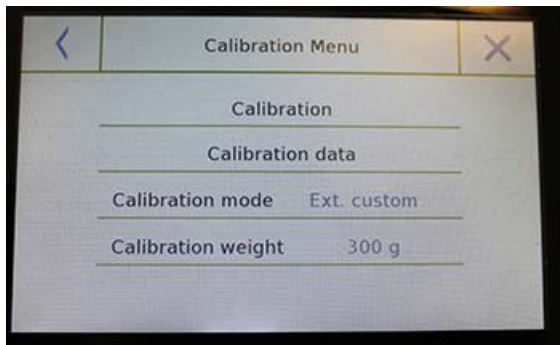 Calibration Menu
Calibration
Calibration data
Calibration mode Ext. custom
Calibration weight 300 g